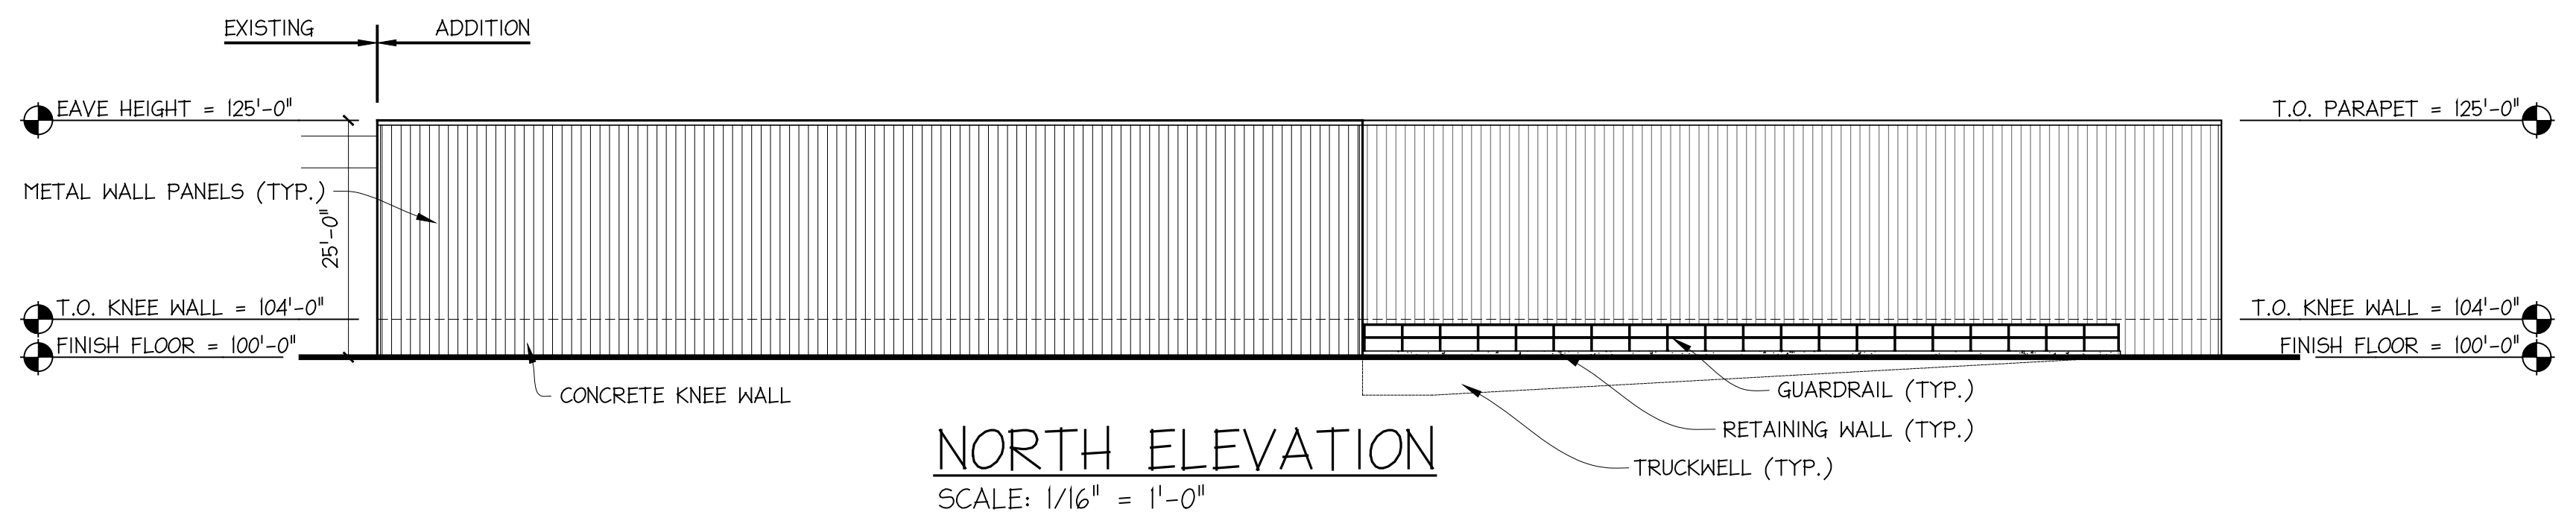 EXISTING
ADDITION
EAVE HEIGHT = 125'-0"
T.O. PARAPET = 125'-0"
METAL WALL PANELS (TYP.)
25'-0"
T.O. KNEE WALL = 104'-0"
T.O. KNEE WALL = 104'-0"
FINISH FLOOR = 100'-0"
FINISH FLOOR = 100'-0"
CONCRETE KNEE WALL
GUARDRAIL (TYP.)
RETAINING WALL (TYP.)
TRUCKWELL (TYP.)
NORTH ELEVATION
SCALE: 1/16" = 1'-0"